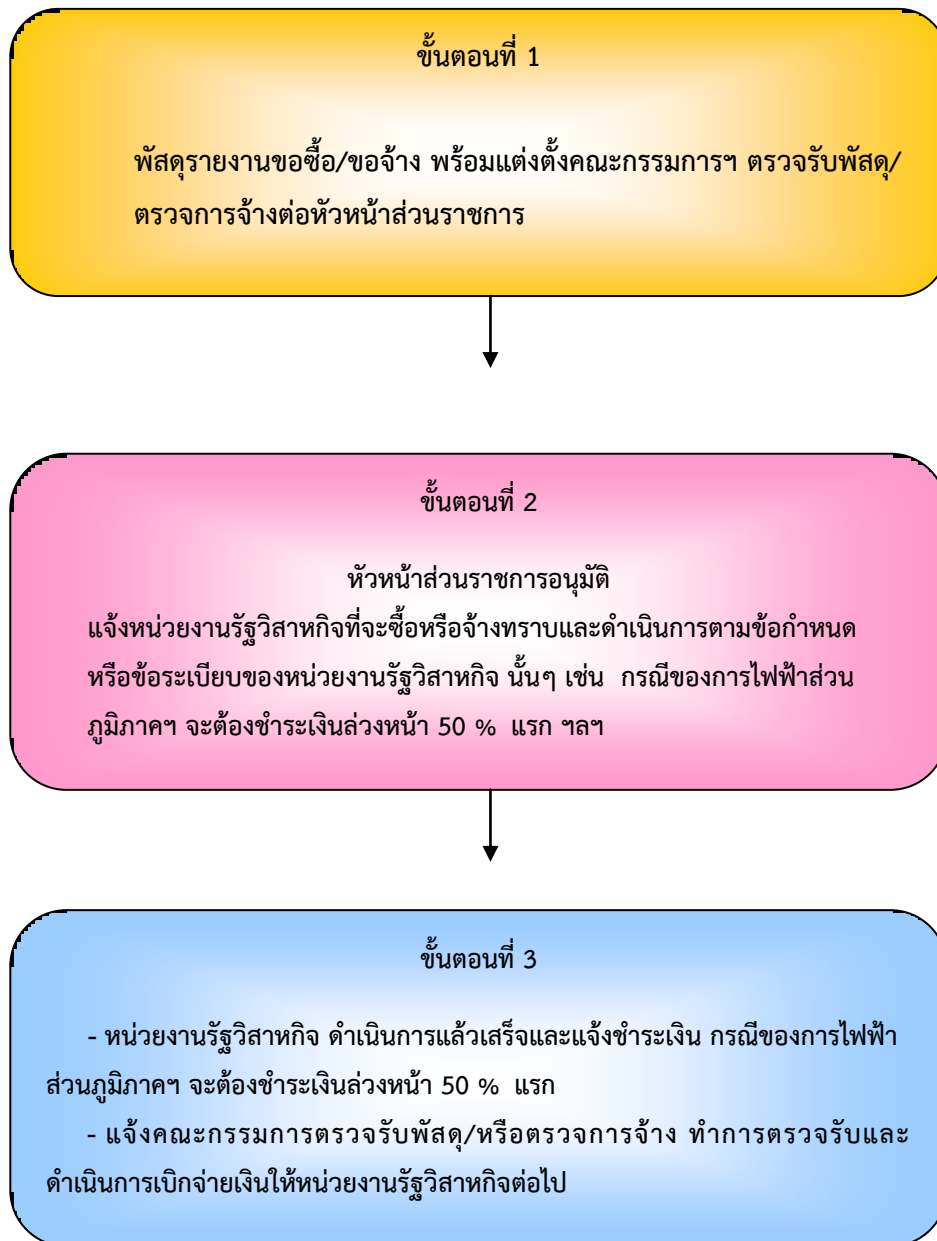 ขั้นตอนที่ 1
พัสดุรายงานขอซื้อ/ขอจ้าง พร้อมแต่งตั้งคณะกรรมการฯ ตรวจรับพัสดุ/
ตรวจการจ้างต่อหัวหน้าส่วนราชการ
ขั้นตอนที่ 2
หัวหน้าส่วนราชการอนุมัติ
แจ้งหน่วยงานรัฐวิสาหกิจที่จะซื้อหรือจ้างทราบและดำเนินการตามข้อกำหนด
หรือข้อระเบียบของหน่วยงานรัฐวิสาหกิจ นั้นๆ เช่น กรณีของการไฟฟ้าส่วน
ภูมิภาคฯ จะต้องชำระเงินล่วงหน้า 50 % แรก ฯลฯ
ขั้นตอนที่ 3
- หน่วยงานรัฐวิสาหกิจ ดำเนินการแล้วเสร็จและแจ้งชำระเงิน กรณีของการไฟฟ้า
ส่วนภูมิภาคฯ จะต้องชำระเงินล่วงหน้า 50 % แรก
- แจ้งคณะกรรมการตรวจรับพัสดุ/หรือตรวจการจ้าง ทำการตรวจรับและ
ดำเนินการเบิกจ่ายเงินให้หน่วยงานรัฐวิสาหกิจต่อไป